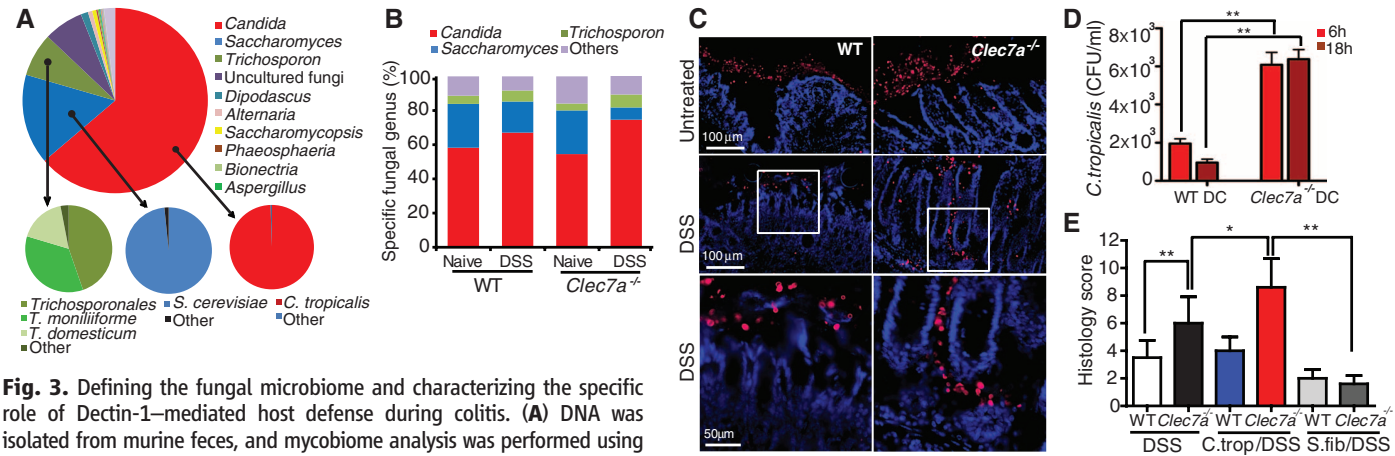 A
Candida
Saccharomyces
Trichosporon
Uncultured fungi
Dipodascus
Alternaria
Saccharomycopsis
Phaeosphaeria
Bionectria
Aspergillus
Trichosporonales
T. moniliiforme
T. domesticum
Other
S. cerevisiae
Other
C. tropicalis
Other
B
Candida Trichosporon
Saccharomyces Others
Specific fungal genus (%)
100
80
60
40
20
0
Naive DSS Naive DSS
WT Clec7a-/-
C
WT Clec7a-/-
Untreated
100 µm
DSS
100 µm
DSS
50µm
D
C.tropicalis (CFU/ml)
** 6h
** 18h
8x10³
6x10³
4x10³
2x10³
0
WT DC Clec7a-/- DC
E
Histology score
12
10
8
6
4
2
0
** * **
WT Clec7a-/- WT Clec7a-/- WT Clec7a-/-
DSS C.trop/DSS S.fib/DSS
Fig. 3. Defining the fungal microbiome and characterizing the specific
role of Dectin-1–mediated host defense during colitis. (A) DNA was
isolated from murine feces, and mycobiome analysis was performed using